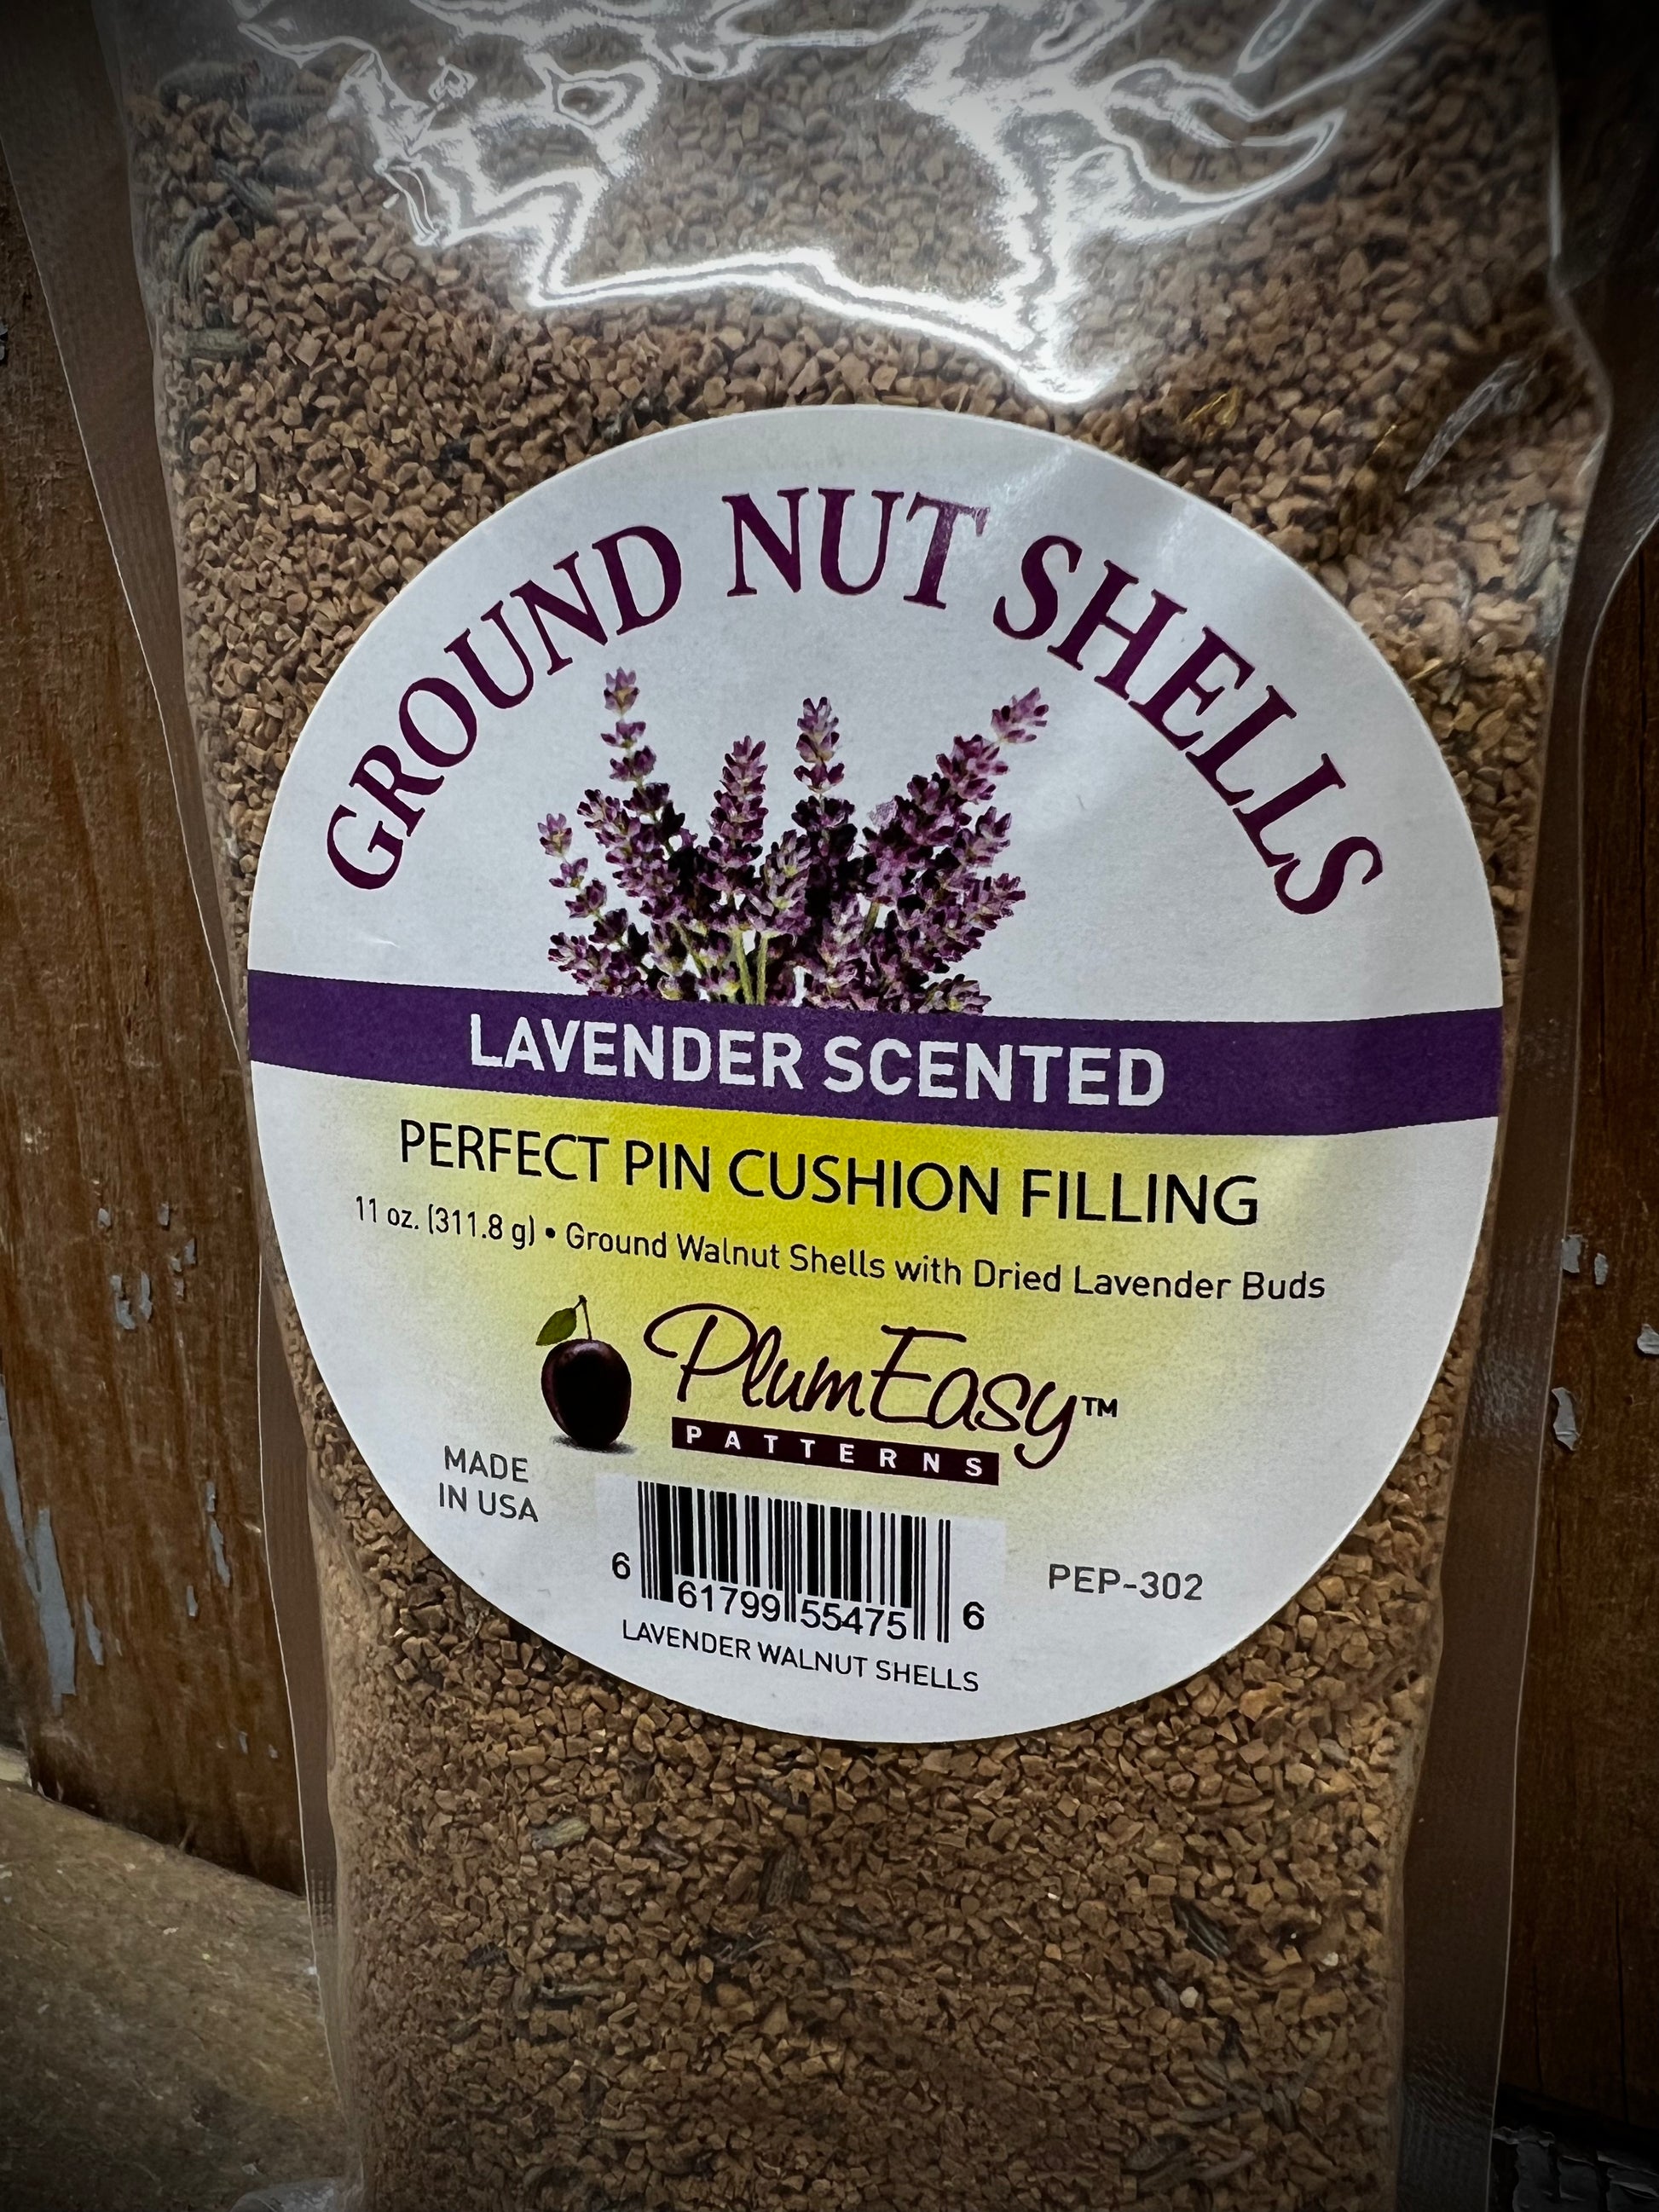 GROUND NUT SHELLS
LAVENDER SCENTED
PERFECT PIN CUSHION FILLING
11 oz. (311.8 g) • Ground Walnut Shells with Dried Lavender Buds
PlumEasy™
PATTERNS
MADE
IN USA
6 61799 55475 6
PEP-302
LAVENDER WALNUT SHELLS